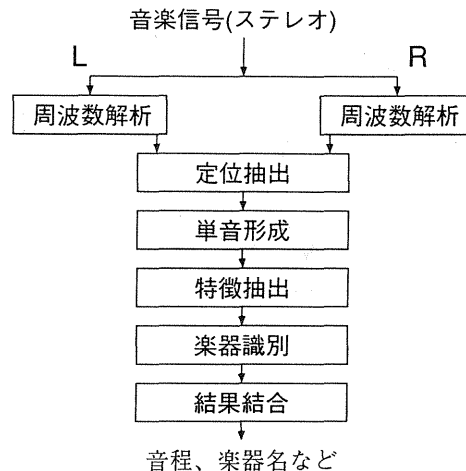 音楽信号(ステレオ)
L R
周波数解析 周波数解析
定位抽出
単音形成
特徴抽出
楽器識別
結果結合
音程、楽器名など